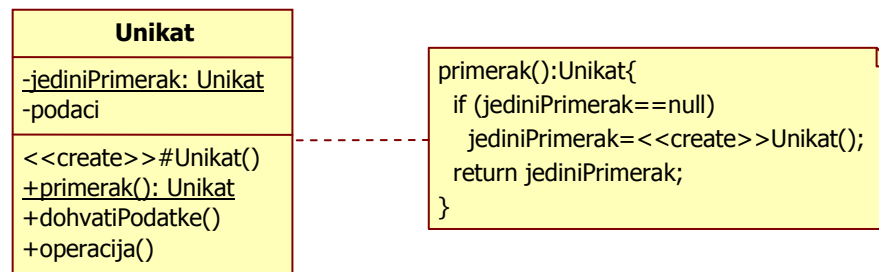 Unikat
-jediniPrimerak: Unikat
-podaci
<<create>>#Unikat()
+primerak(): Unikat
+dohvatiPodatke()
+operacija()
primerak():Unikat{
if (jediniPrimerak==null)
jediniPrimerak=<<create>>Unikat();
return jediniPrimerak;
}